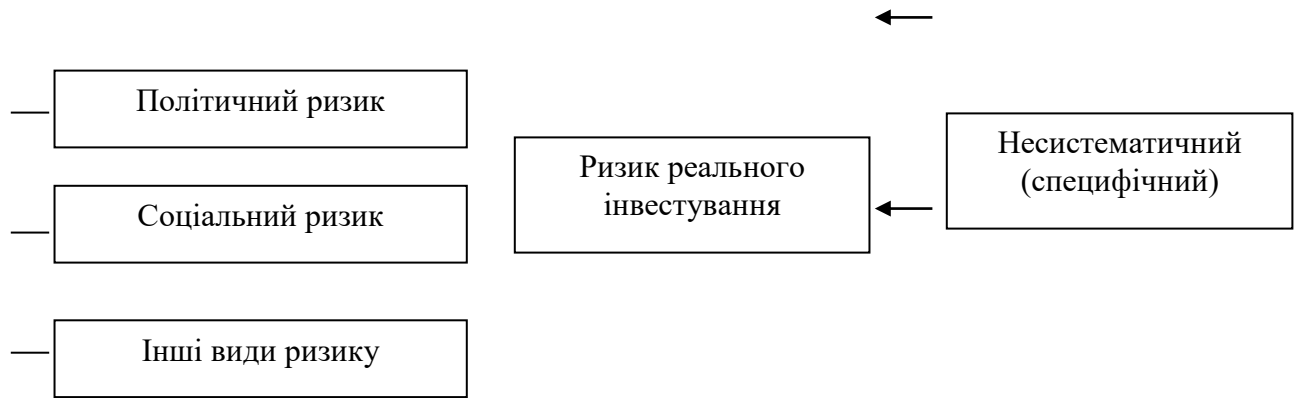 Політичний ризик
Соціальний ризик
Інші види ризику
Ризик реального
інвестування
Несистематичний
(специфічний)